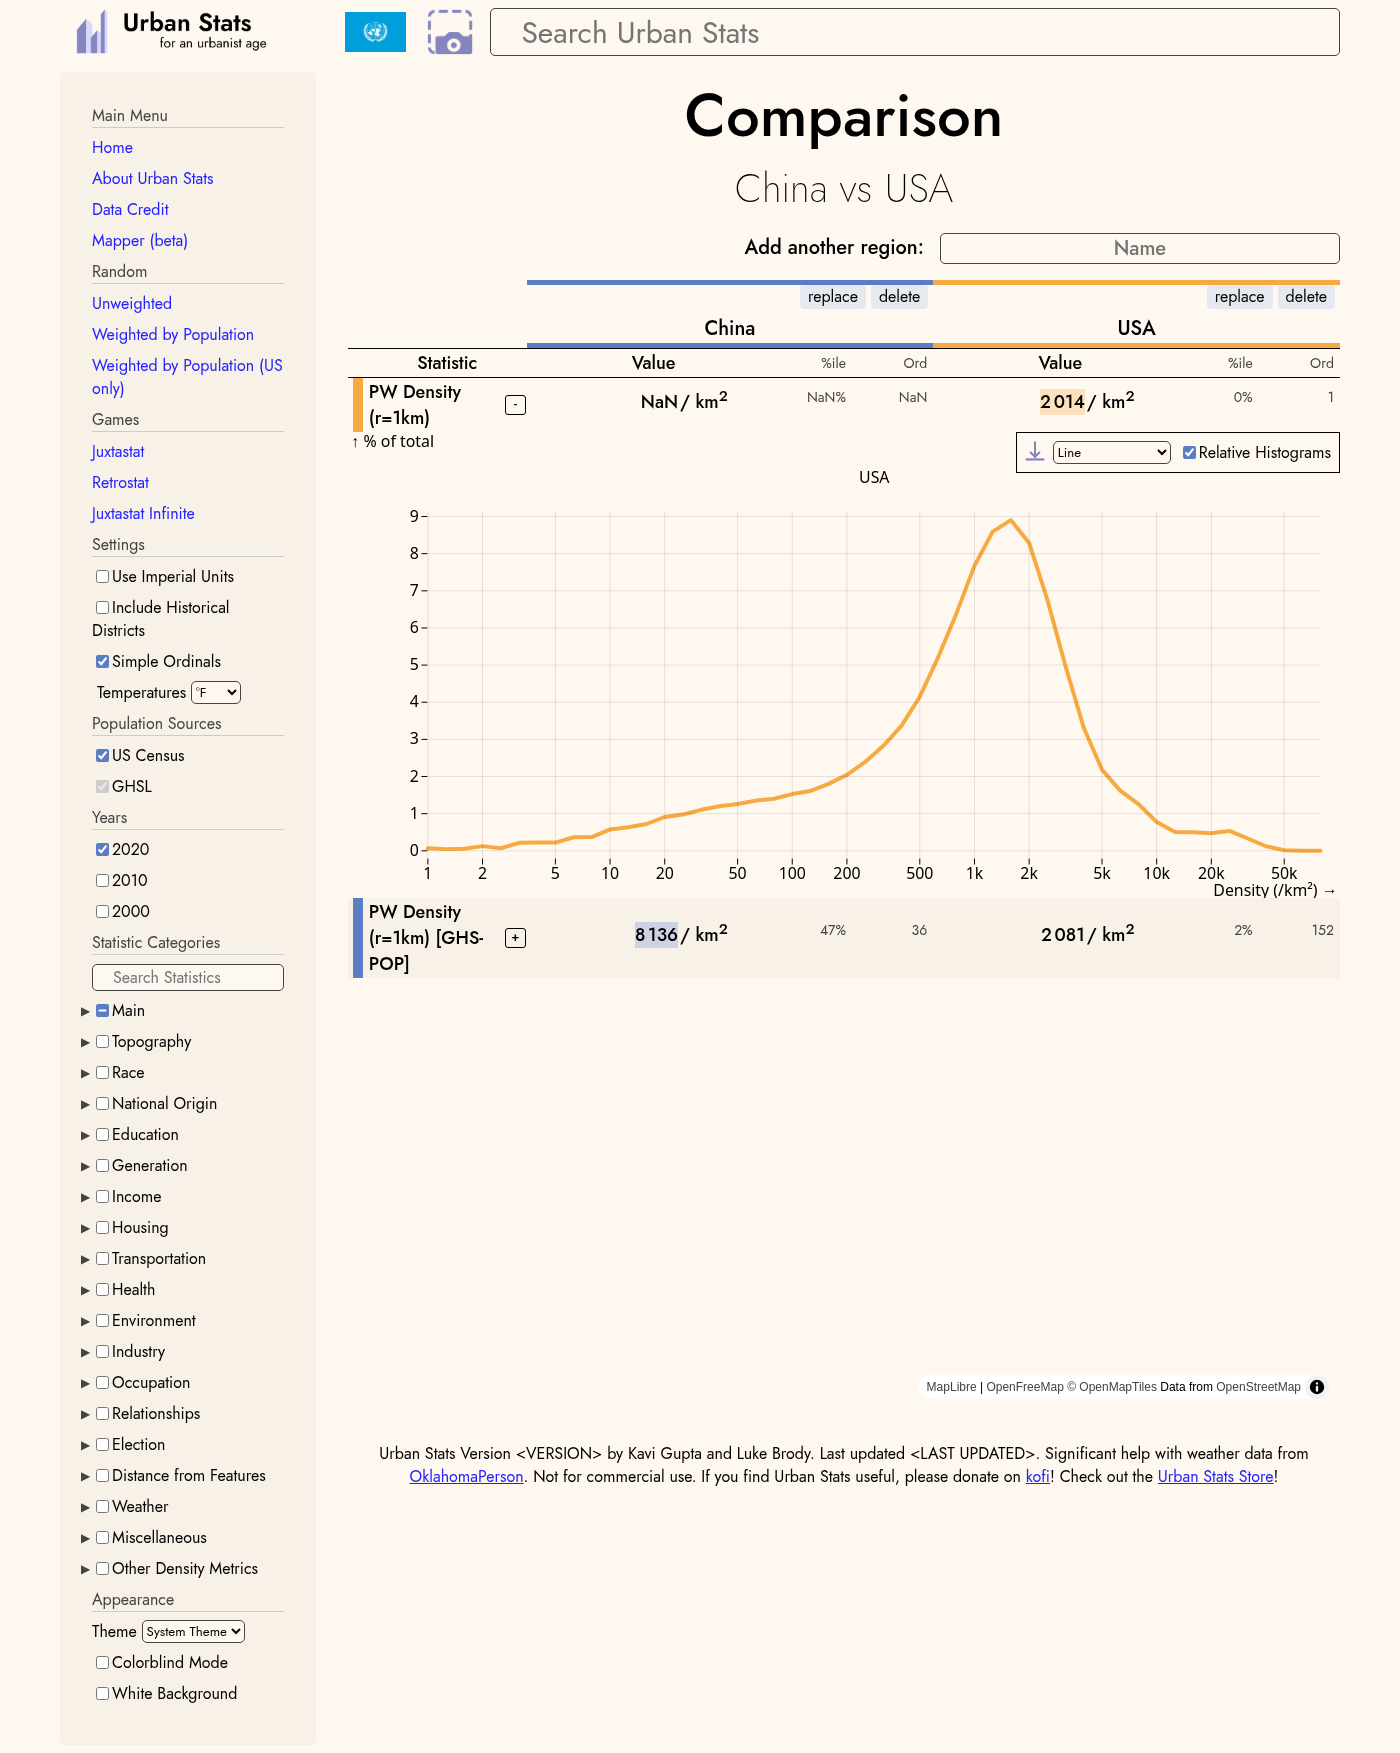 Urban Stats
for an urbanist age
Search Urban Stats
Main Menu
Home
About Urban Stats
Data Credit
Mapper (beta)
Random
Unweighted
Weighted by Population
Weighted by Population (US
only)
Games
Juxtastat
Retrostat
Juxtastat Infinite
Settings
Use Imperial Units
Include Historical
Districts
Simple Ordinals
Temperatures °F
Population Sources
US Census
GHSL
Years
2020
2010
2000
Statistic Categories
Search Statistics
Main
Topography
Race
National Origin
Education
Generation
Income
Housing
Transportation
Health
Environment
Industry
Occupation
Relationships
Election
Distance from Features
Weather
Miscellaneous
Other Density Metrics
Appearance
Theme System Theme
Colorblind Mode
White Background
Comparison
China vs USA
Add another region: Name
replace delete replace delete
China USA
Statistic Value %ile Ord Value %ile Ord
PW Density
(r=1km) - NaN / km² NaN% NaN 2 014 / km² 0% 1
↑ % of total
Line Relative Histograms
USA
9
8
7
6
5
4
3
2
1
0
1 2 5 10 20 50 100 200 500 1k 2k 5k 10k 20k 50k
Density (/km²) →
PW Density
(r=1km) [GHS-
POP] + 8 136 / km² 47% 36 2 081 / km² 2% 152
MapLibre | OpenFreeMap © OpenMapTiles Data from OpenStreetMap
Urban Stats Version <VERSION> by Kavi Gupta and Luke Brody. Last updated <LAST UPDATED>. Significant help with weather data from
OklahomaPerson. Not for commercial use. If you find Urban Stats useful, please donate on kofi! Check out the Urban Stats Store!